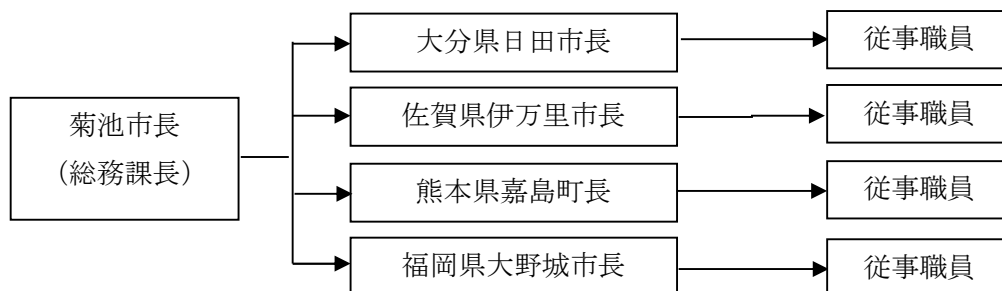 菊池市長
(総務課長)
大分県日田市長
従事職員
佐賀県伊万里市長
従事職員
熊本県嘉島町長
従事職員
福岡県大野城市長
従事職員